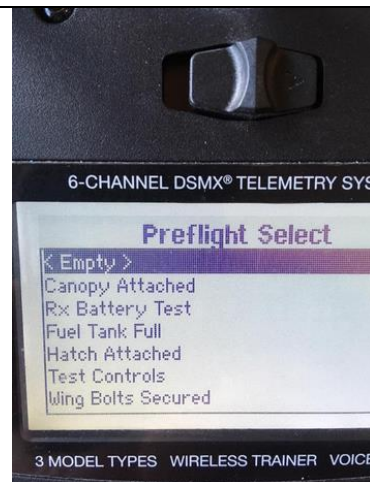 6-CHANNEL DSMX® TELEMETRY
Preflight Select
< Empty >
Canopy Attached
Rx Battery Test
Fuel Tank Full
Hatch Attached
Test Controls
Wing Bolts Secured
3 MODEL TYPES WIRELESS TRAINER VOICE